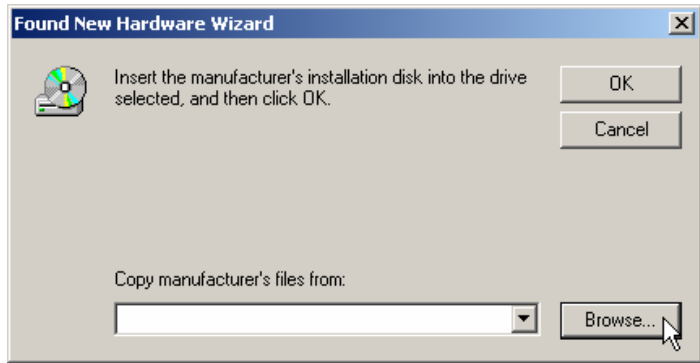 Found New Hardware Wizard
Insert the manufacturer's installation disk into the drive
selected, and then click OK.
OK
Cancel
Copy manufacturer's files from:
Browse...